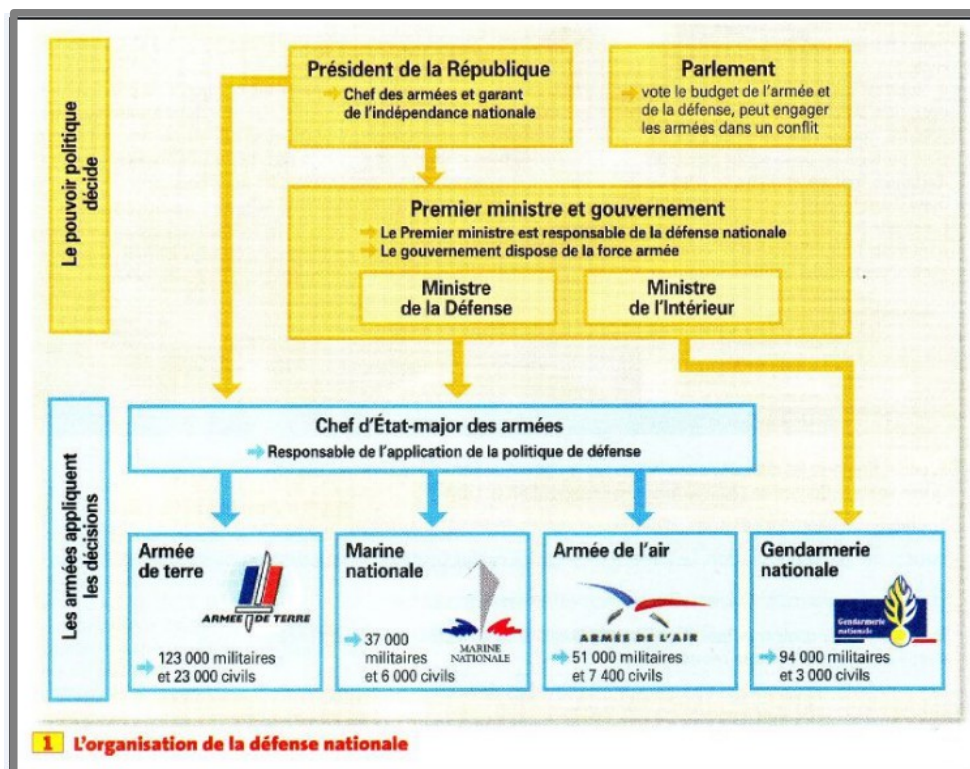 Le pouvoir politique
décide
Président de la République
Chef des armées et garant
de l'indépendance nationale
Parlement
vote le budget de l'armée et
de la défense, peut engager
les armées dans un conflit
Premier ministre et gouvernement
Le Premier ministre est responsable de la défense nationale
Le gouvernement dispose de la force armée
Ministre
de la Défense
Ministre
de l'Intérieur
Les armées appliquent
les décisions
Chef d'État-major des armées
Responsable de l'application de la politique de défense
Armée
de terre
ARMÉE DE TERRE
123 000 militaires
et 23 000 civils
Marine
nationale
MARINE
NATIONALE
37 000
militaires
et 6 000 civils
Armée de l'air
ARMÉE DE L'AIR
51 000 militaires
et 7 400 civils
Gendarmerie
nationale
Gendarmerie
nationale
94 000 militaires
et 3 000 civils
1 L'organisation de la défense nationale